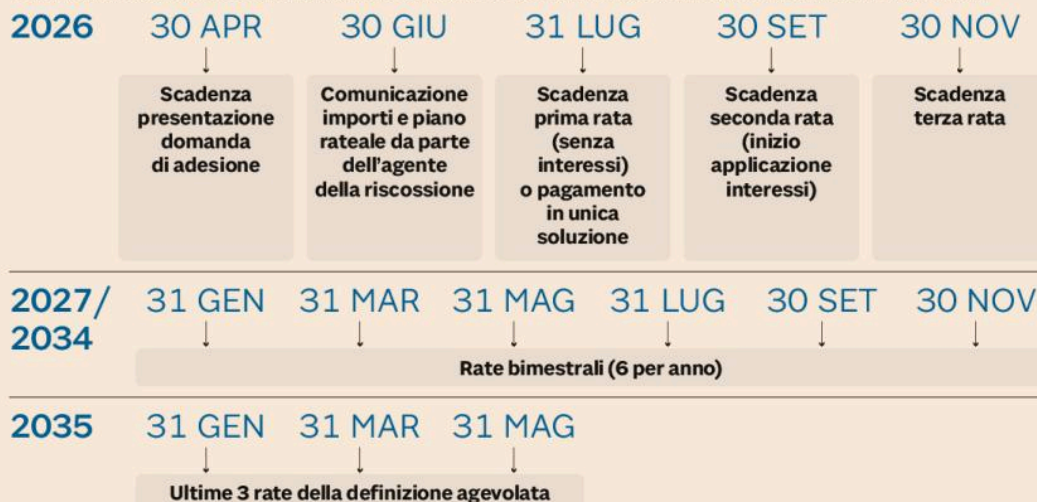 2026 30 APR 30 GIU 31 LUG 30 SET 30 NOV
Scadenza
presentazione
domanda
di adesione
Comunicazione
importi e piano
rateale da parte
dell'agente
della riscossione
Scadenza
prima rata
(senza
interessi)
o pagamento
in unica
soluzione
Scadenza
seconda rata
(inizio
applicazione
interessi)
Scadenza
terza rata
2027/
2034
31 GEN 31 MAR 31 MAG 31 LUG 30 SET 30 NOV
Rate bimestrali (6 per anno)
2035 31 GEN 31 MAR 31 MAG
Ultime 3 rate della definizione agevolata